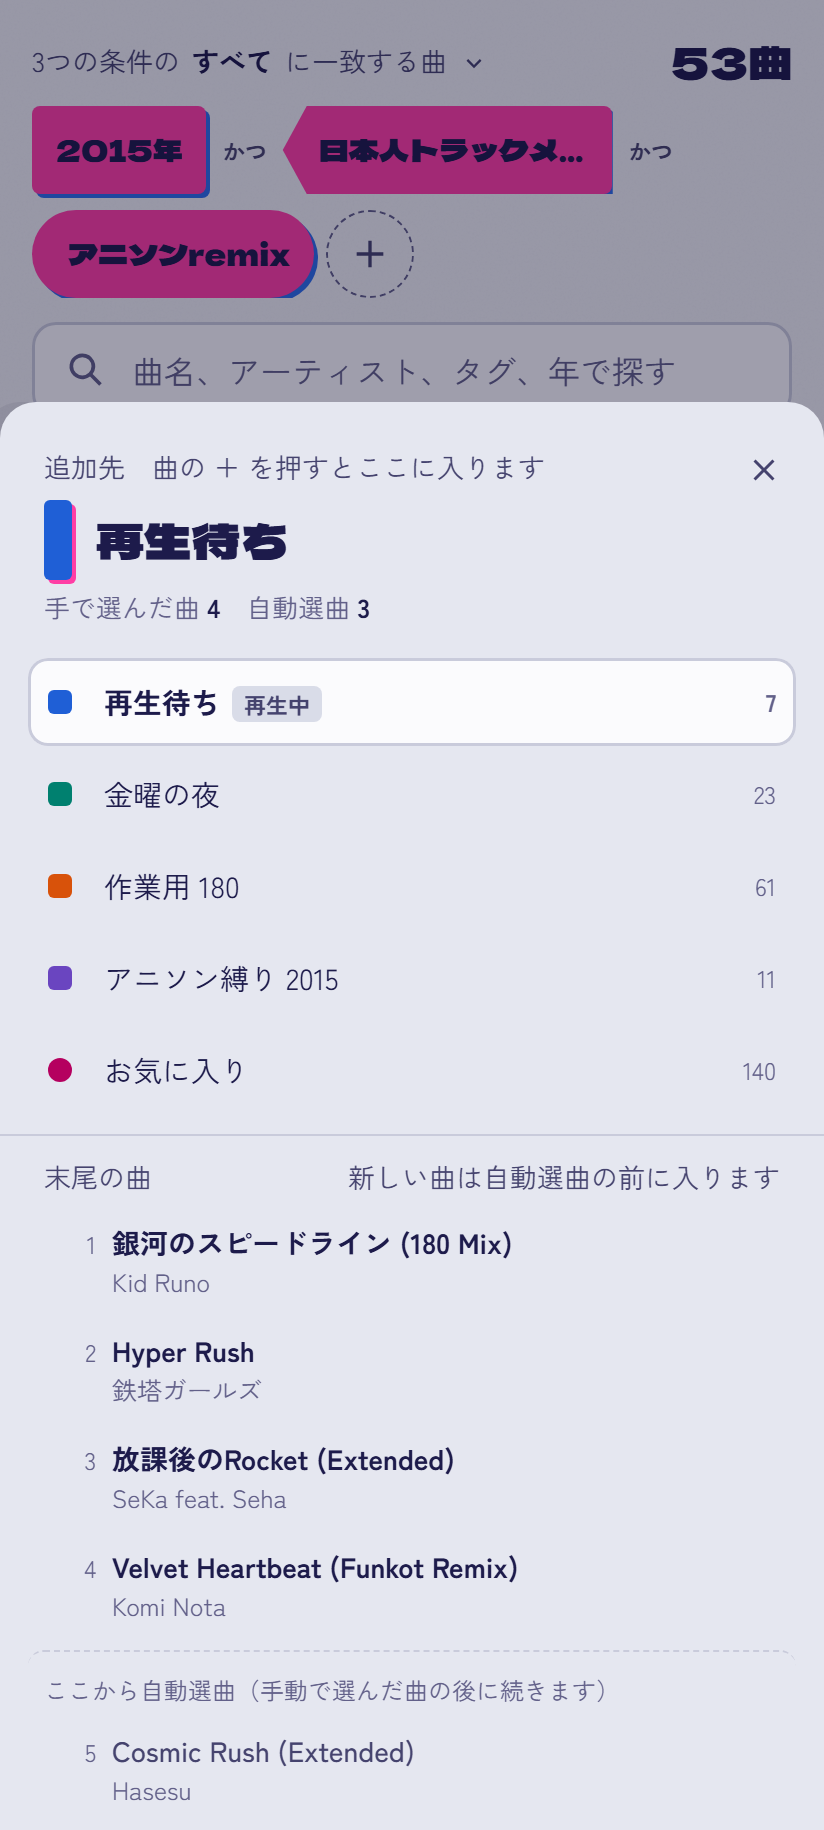 3つの条件の すべて に一致する曲
53曲
2015年 かつ 日本人トラックメ... かつ
アニソンremix +
曲名、アーティスト、タグ、年で探す
追加先 曲の + を押すとここに入ります ×
再生待ち
手で選んだ曲 4 自動選曲 3
再生待ち 再生中 7
金曜の夜 23
作業用 180 61
アニソン縛り 2015 11
お気に入り 140
末尾の曲 新しい曲は自動選曲の前に入ります
1 銀河のスピードライン (180 Mix)
Kid Runo
2 Hyper Rush
鉄塔ガールズ
3 放課後のRocket (Extended)
SeKa feat. Seha
4 Velvet Heartbeat (Funkot Remix)
Komi Nota
ここから自動選曲（手動で選んだ曲の後に続きます）
5 Cosmic Rush (Extended)
Hasesu